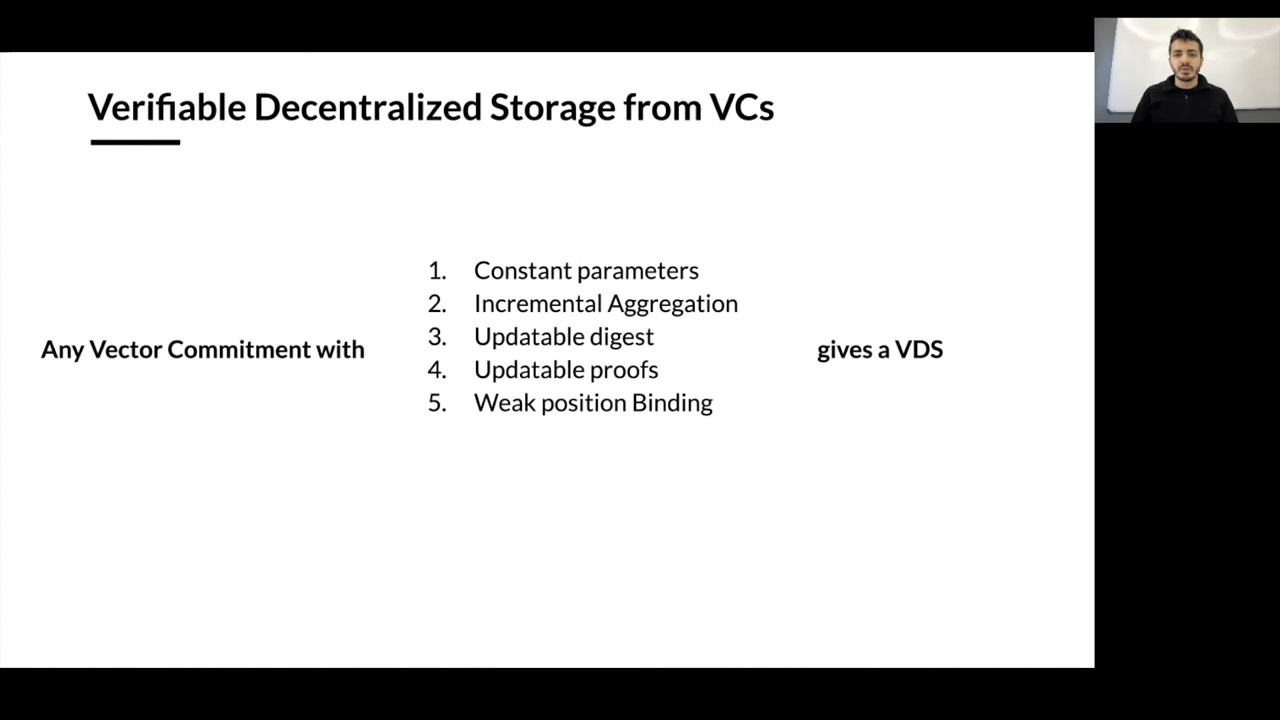 Verifiable Decentralized Storage from VCs
Any Vector Commitment with
1. Constant parameters
2. Incremental Aggregation
3. Updatable digest
4. Updatable proofs
5. Weak position Binding
gives a VDS